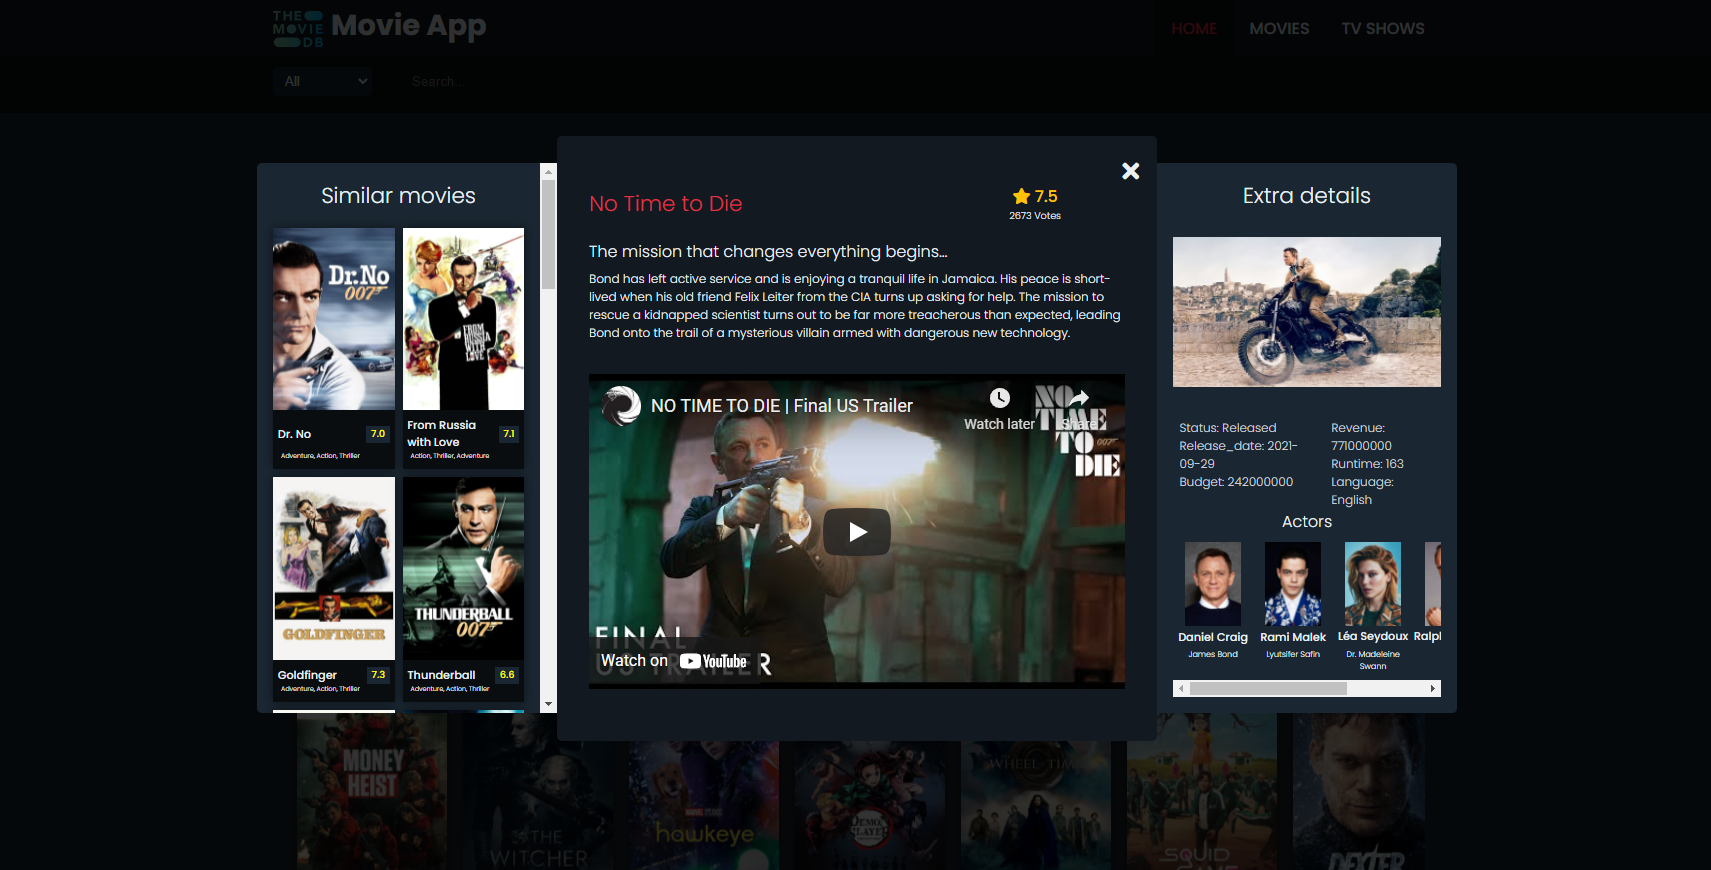 THE
MOVIE
DB
Movie App
HOME
MOVIES
TV SHOWS
All
Search...
Similar movies
Dr. No
007
Dr. No
7.0
Adventure, Action, Thriller
FROM
RUSSIA
WITH
LOVE
From Russia
with Love
7.1
Action, Thriller, Adventure
GOLDFINGER
Goldfinger
7.3
Adventure, Action, Thriller
THUNDERBALL
007
Thunderball
6.6
Adventure, Action, Thriller
No Time to Die
7.5
2673 Votes
The mission that changes everything begins...
Bond has left active service and is enjoying a tranquil life in Jamaica. His peace is short-
lived when his old friend Felix Leiter from the CIA turns up asking for help. The mission to
rescue a kidnapped scientist turns out to be far more treacherous than expected, leading
Bond onto the trail of a mysterious villain armed with dangerous new technology.
NO TIME TO DIE | Final US Trailer
Watch later
Share
NO
TIME
TO 007
DIE
FINAL
US TRAILER
Watch on YouTube
Extra details
Status: Released
Release_date: 2021-
09-29
Budget: 242000000
Revenue:
771000000
Runtime: 163
Language:
English
Actors
Daniel Craig
James Bond
Rami Malek
Lyutsifer Safin
Léa Seydoux
Dr. Madeleine
Swann
Ralpl
MONEY
HEIST
THE
WITCHER
MARVEL STUDIOS
hawkeye
DEMON
SLAYER
WHEEL OF TIME
SQUID
GAME
DEXTER